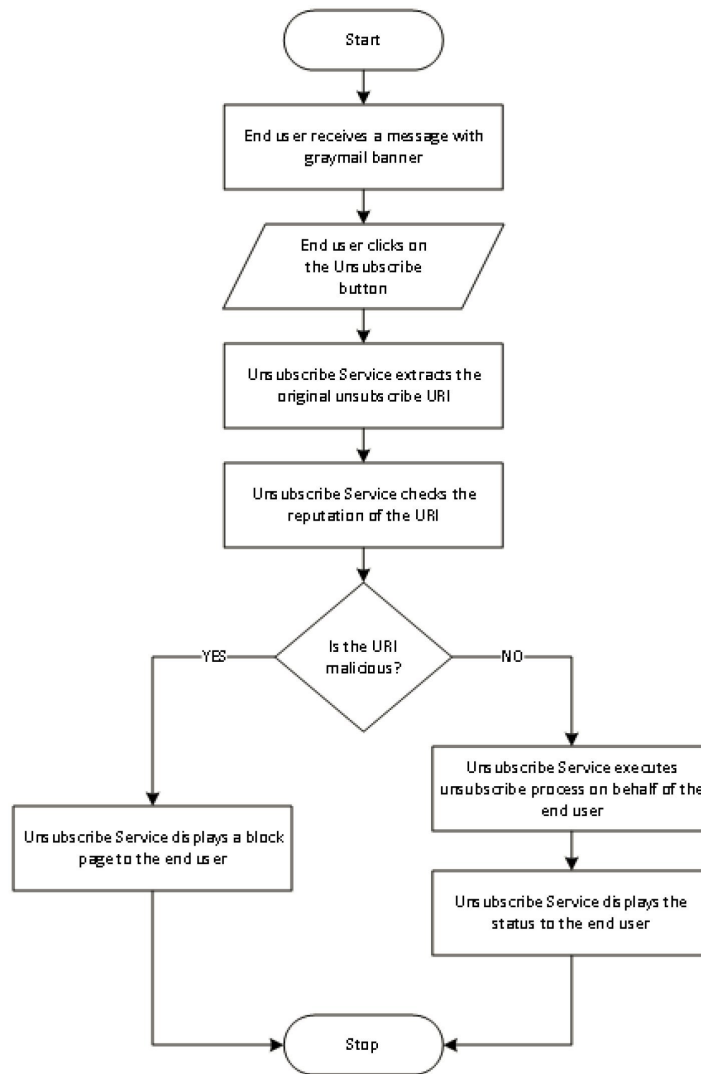 Start
End user receives a message with
graymail banner
End user clicks on
the Unsubscribe
button
Unsubscribe Service extracts the
original unsubscribe URI
Unsubscribe Service checks the
reputation of the URI
Is the URI
malicious?
YES
NO
Unsubscribe Service executes
unsubscribe process on behalf of the
end user
Unsubscribe Service displays a block
page to the end user
Unsubscribe Service displays the
status to the end user
Stop